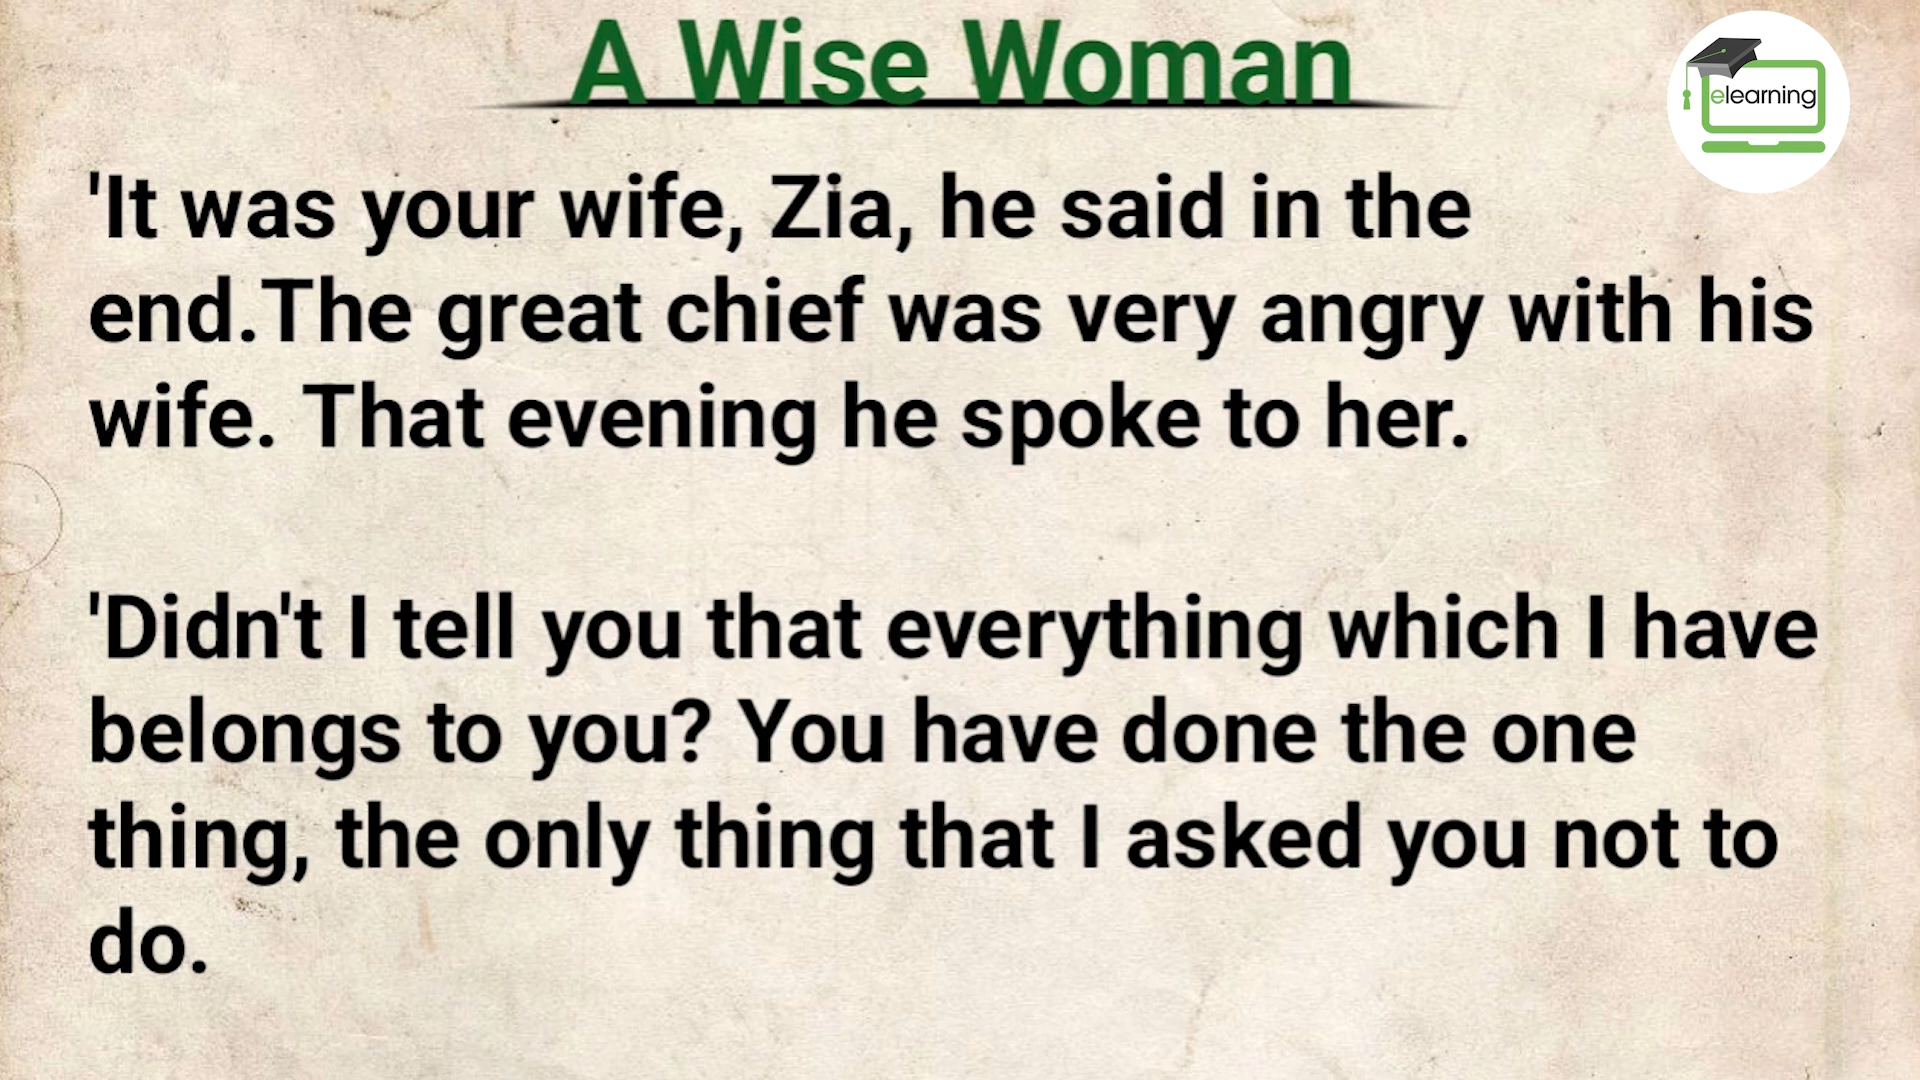 A Wise Woman
elearning
'It was your wife, Zia, he said in the
end.The great chief was very angry with his
wife. That evening he spoke to her.
'Didn't I tell you that everything which I have
belongs to you? You have done the one
thing, the only thing that I asked you not to
do.